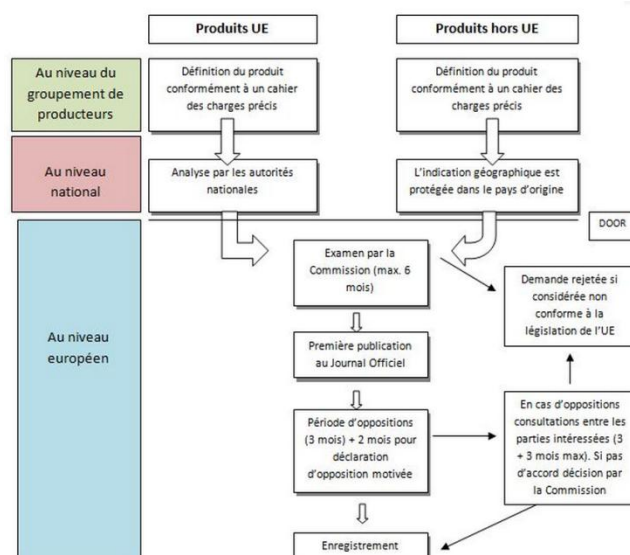 Produits UE
Produits hors UE
Au niveau du
groupement de
producteurs
Définition du produit
conformément à un cahier
des charges précis
Définition du produit
conformément à un cahier
des charges précis
Au niveau
national
Analyse par les autorités
nationales
L'indication géographique est
protégée dans le pays d'origine
DOOR
Au niveau
européen
Examen par la
Commission (max. 6
mois)
Demande rejetée si
considérée non
conforme à la
législation de l'UE
Première publication
au Journal Officiel
Période d'oppositions
(3 mois) + 2 mois pour
déclaration
d'opposition motivée
En cas d'oppositions
consultations entre les
parties intéressées (3
+ 3 mois max). Si pas
d'accord décision par
la Commission
Enregistrement